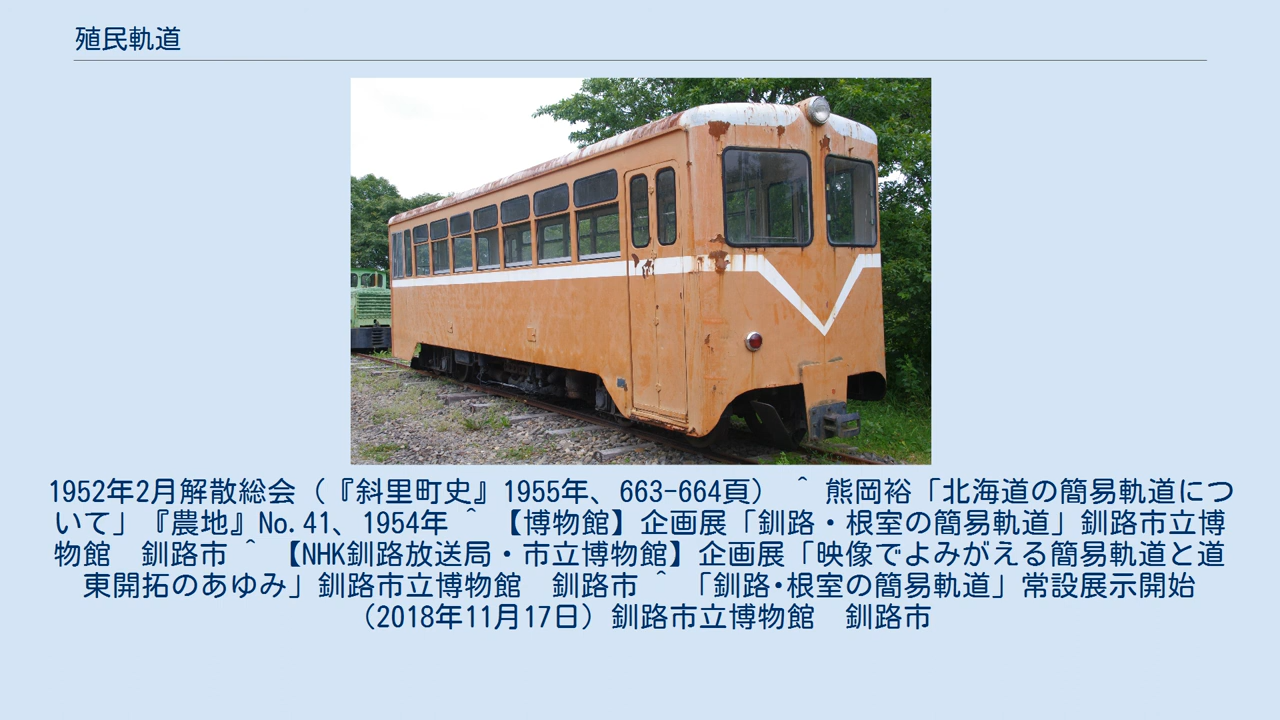 殖民軌道
1952年2月解散総会（『斜里町史』1955年、663-664頁） ^ 熊岡裕「北海道の簡易軌道につ
いて」『農地』No.41、1954年 ^ 【博物館】企画展「釧路・根室の簡易軌道」釧路市立博
物館　釧路市 ^ 【NHK釧路放送局・市立博物館】企画展「映像でよみがえる簡易軌道と道
東開拓のあゆみ」釧路市立博物館　釧路市 ^ 「釧路･根室の簡易軌道」常設展示開始
（2018年11月17日）釧路市立博物館　釧路市